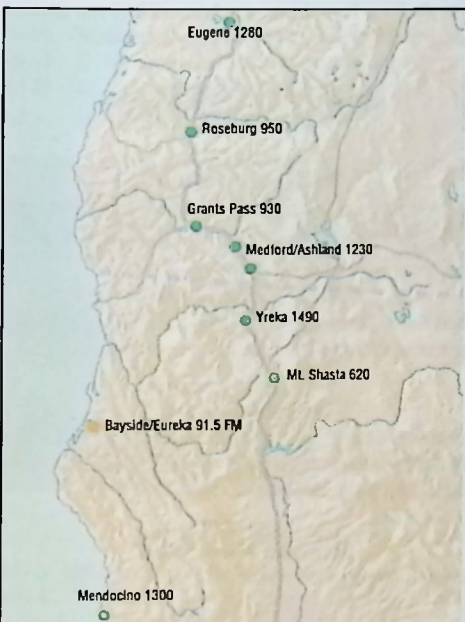 Eugene 1280
Roseburg 950
Grants Pass 930
Medford/Ashland 1230
Yreka 1490
Mt. Shasta 620
Bayside/Eureka 91.5 FM
Mendocino 1300